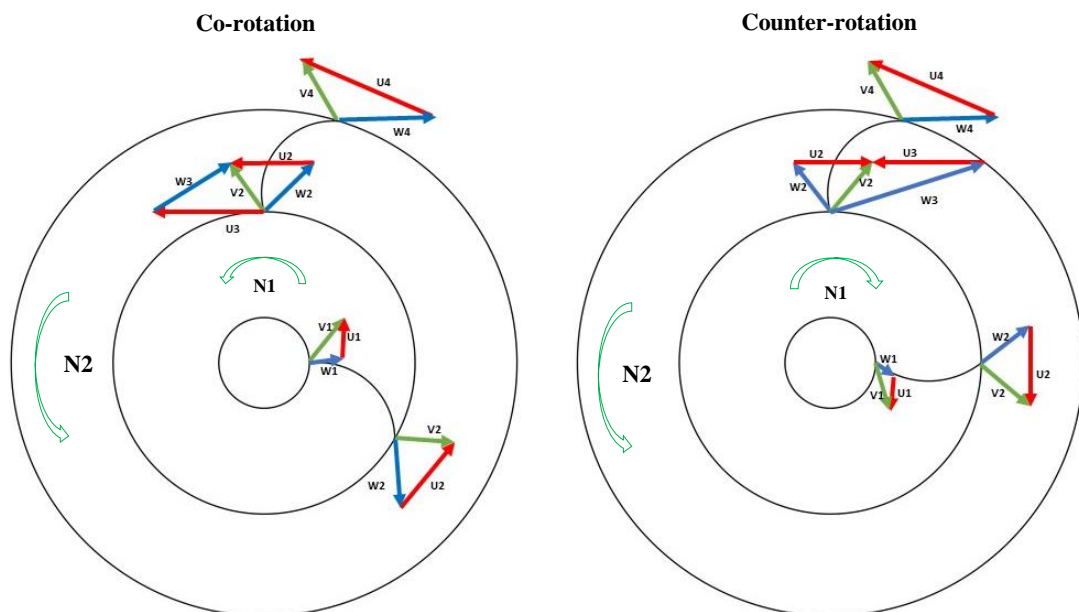 Co-rotation
U4
V4
W4
U2
W3
V2
W2
U3
N1
N2
V1
U1
W1
V2
W2
U2
Counter-rotation
U4
V4
W4
U2
U3
W2
V2
W3
N1
N2
W1
V1
U1
W2
U2
V2